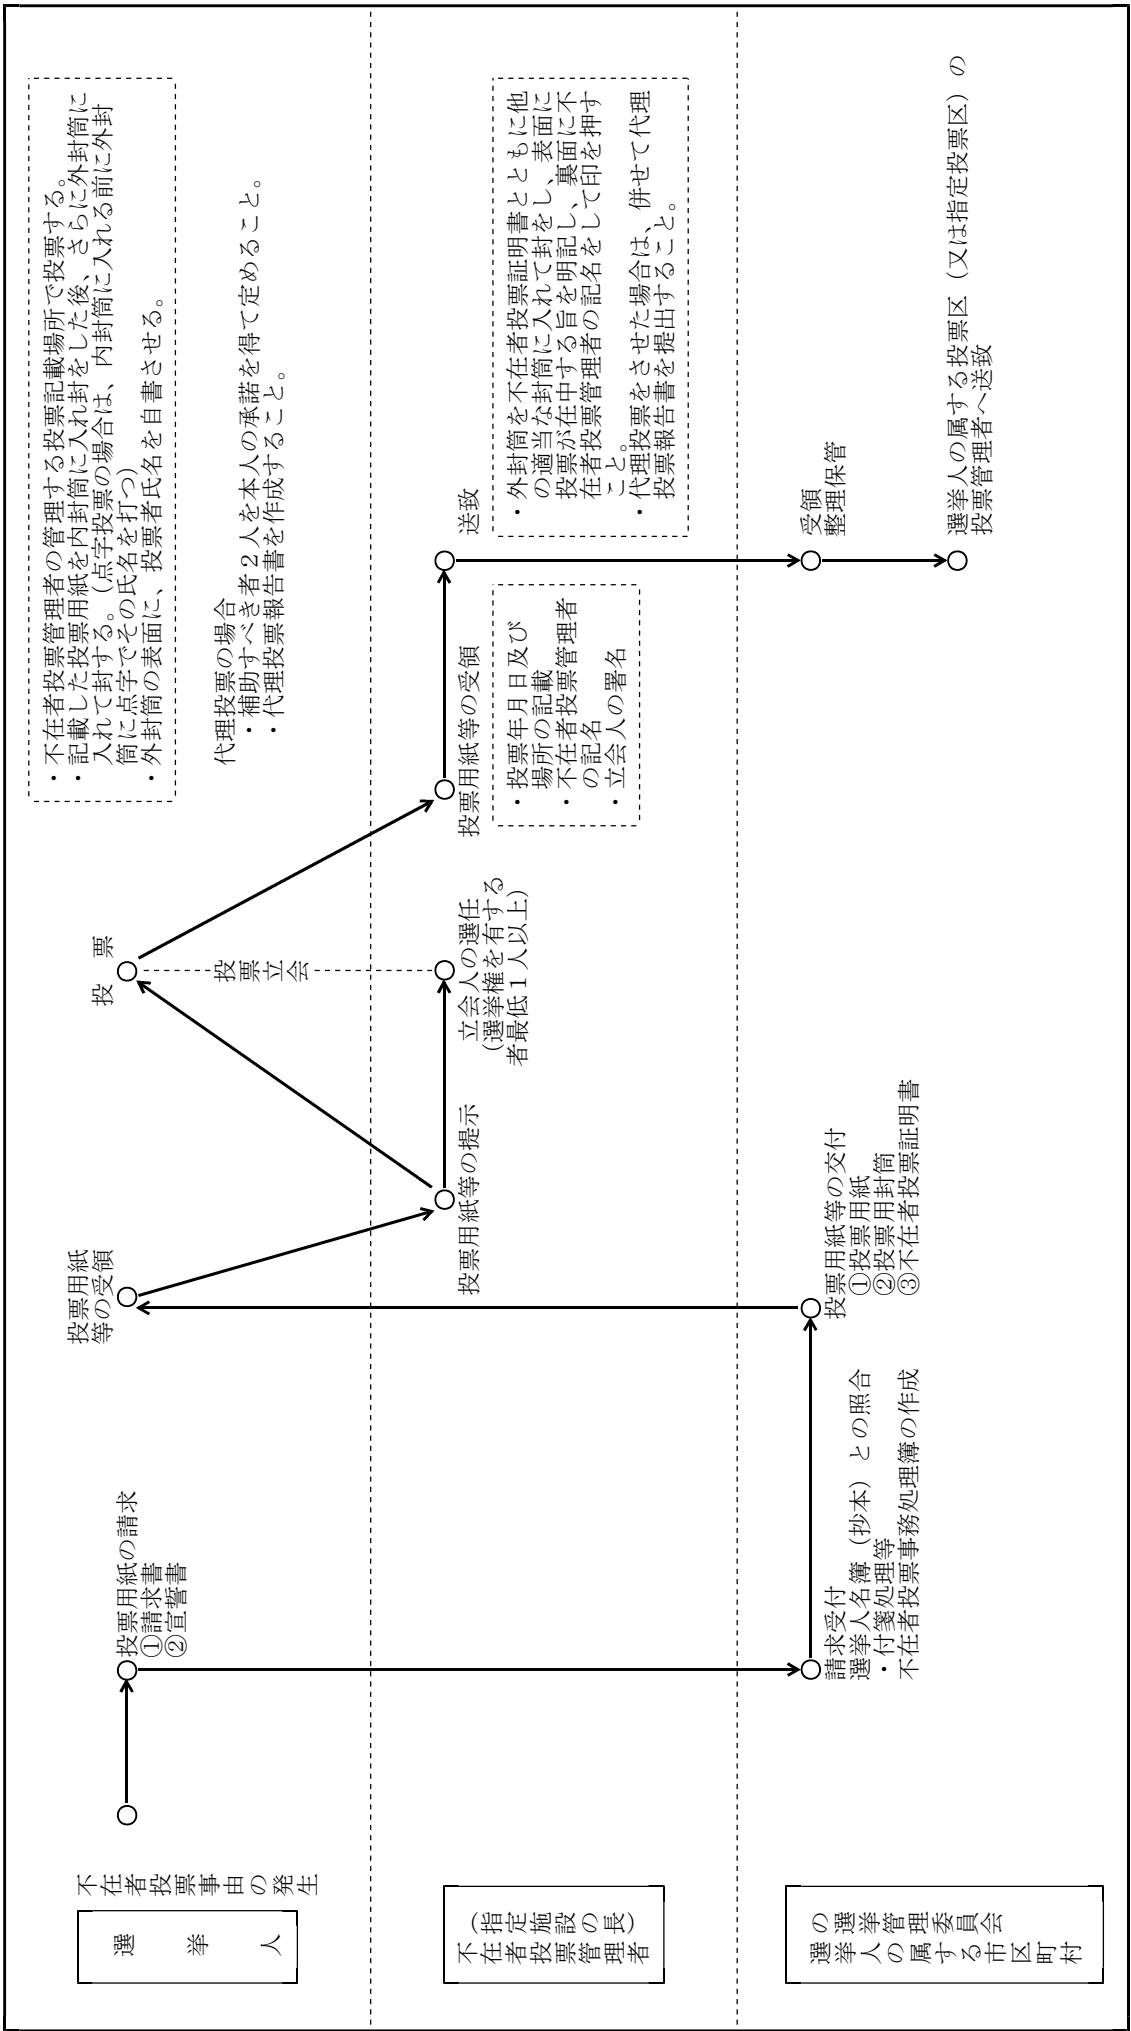 選挙人
不在者投票事由の発生
投票用紙の請求
①請求書
②宣誓書
投票用紙
等の受領
投　票
投票
立会
・不在者投票管理者の管理する投票記載場所で投票する。
・記載した投票用紙を内封筒に入れ封をした後、さらに外封筒に
入れて封する。（点字投票の場合は、内封筒に入れる前に外封
筒に点字でその氏名を打つ）
・外封筒の表面に、投票者氏名を自書させる。
代理投票の場合
・補助すべき者２人を本人の承諾を得て定めること。
・代理投票報告書を作成すること。
不在者投票管理者
（指定施設の長）
投票用紙等の提示
立会人の選任
（選挙権を有する
者最低１人以上）
投票用紙等の受領
・投票年月日及び
場所の記載
・不在者投票管理者
の記名
・立会人の署名
送致
・外封筒を不在者投票証明書とともに他
の適当な封筒に入れて封をし、表面に
投票が在中する旨を明記し、裏面に不
在者投票管理者の記名をして印を押す
こと。
・代理投票をさせた場合は、併せて代理
投票報告書を提出すること。
選挙人の属する市区町村
の選挙管理委員会
請求受付
選挙人名簿（抄本）との照合
・付箋処理等
不在者投票事務処理簿の作成
投票用紙等の交付
①投票用紙
②投票用封筒
③不在者投票証明書
受領
整理保管
選挙人の属する投票区（又は指定投票区）の
投票管理者へ送致